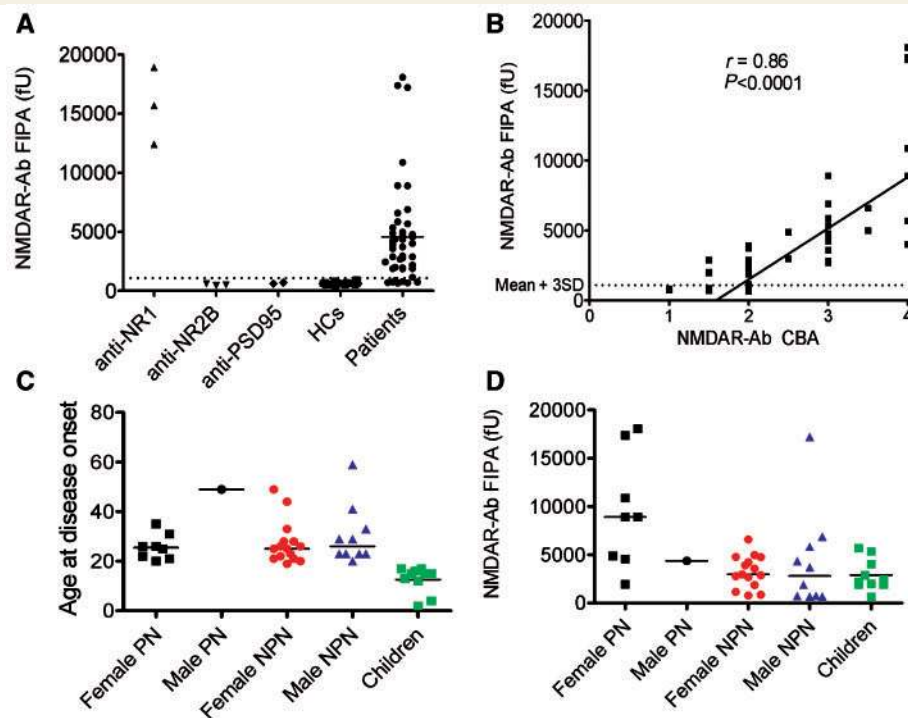 A
NMDAR-Ab FIPA (fU)
20000
15000
10000
5000
0
anti-NR1
anti-NR2B
anti-PSD95
HCs
Patients
B
NMDAR-Ab FIPA (fU)
20000
15000
10000
5000
Mean + 3SD
0
r = 0.86
P<0.0001
0 1 2 3 4
NMDAR-Ab CBA
C
Age at disease onset
80
60
40
20
0
Female PN
Male PN
Female NPN
Male NPN
Children
D
NMDAR-Ab FIPA (fU)
20000
15000
10000
5000
0
Female PN
Male PN
Female NPN
Male NPN
Children